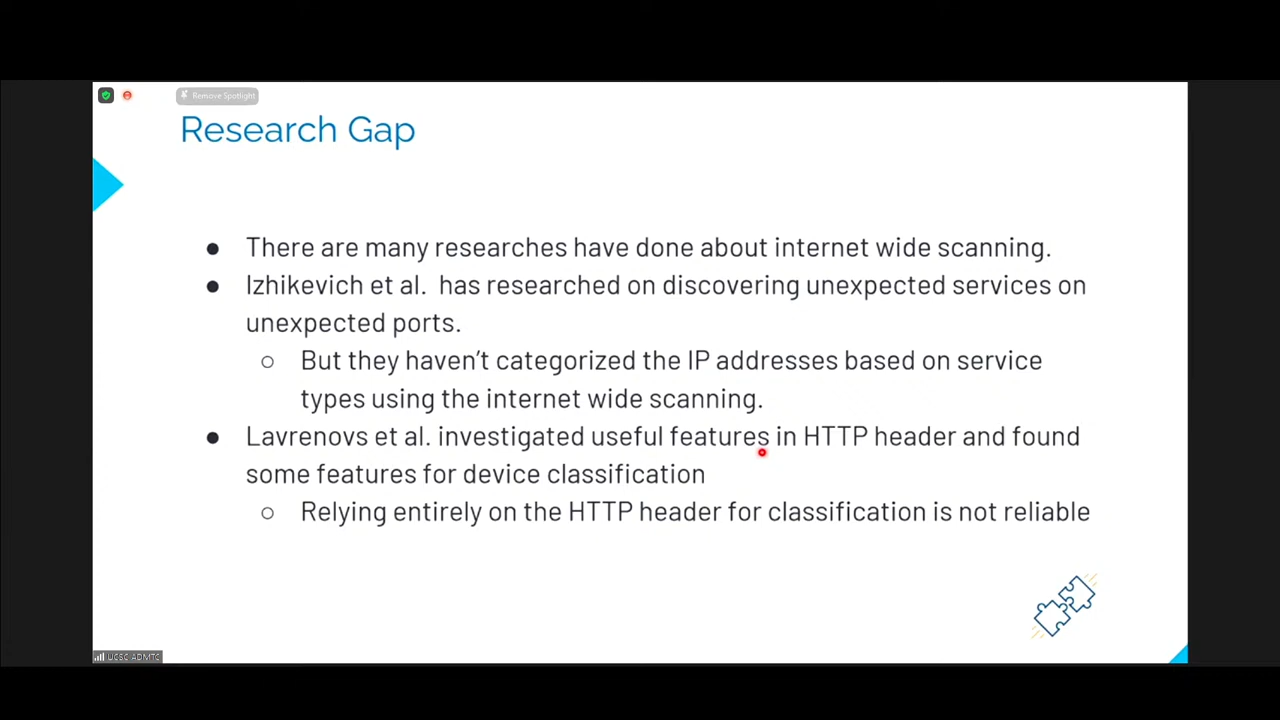 Remove Spotlight
Research Gap
● There are many researches have done about internet wide scanning.
● Izhikevich et al. has researched on discovering unexpected services on
unexpected ports.
○ But they haven't categorized the IP addresses based on service
types using the internet wide scanning.
● Lavrenovs et al. investigated useful features in HTTP header and found
some features for device classification
○ Relying entirely on the HTTP header for classification is not reliable
UCSC ADMTC